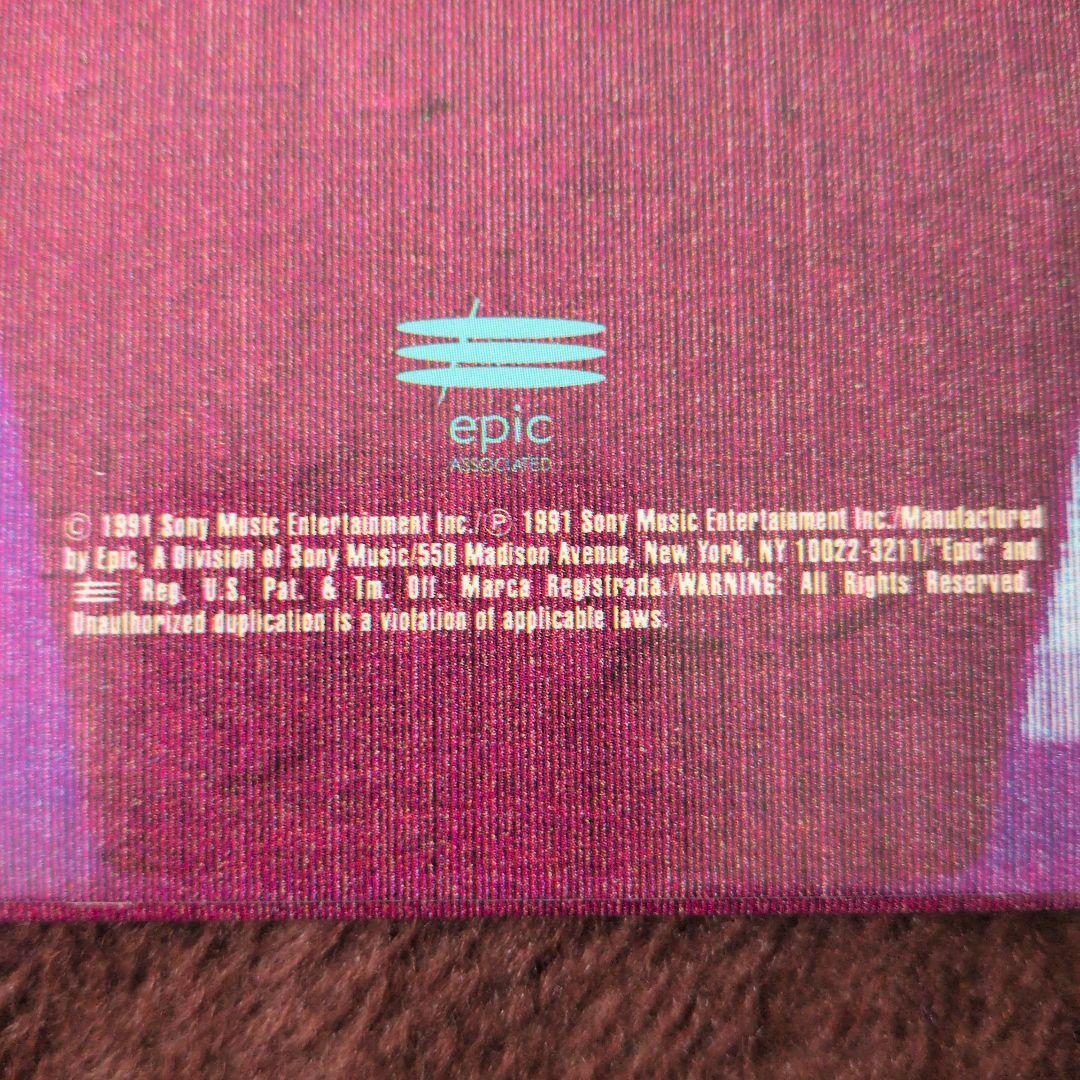 epic
ASSOCIATED
© 1991 Sony Music Entertainment Inc./℗ 1991 Sony Music Entertainment Inc./Manufactured
by Epic, A Division of Sony Music/550 Madison Avenue, New York, NY 10022-3211/"Epic" and
Reg. U.S. Pat. & Tm. Off. Marca Registrada./WARNING: All Rights Reserved.
Unauthorized duplication is a violation of applicable laws.